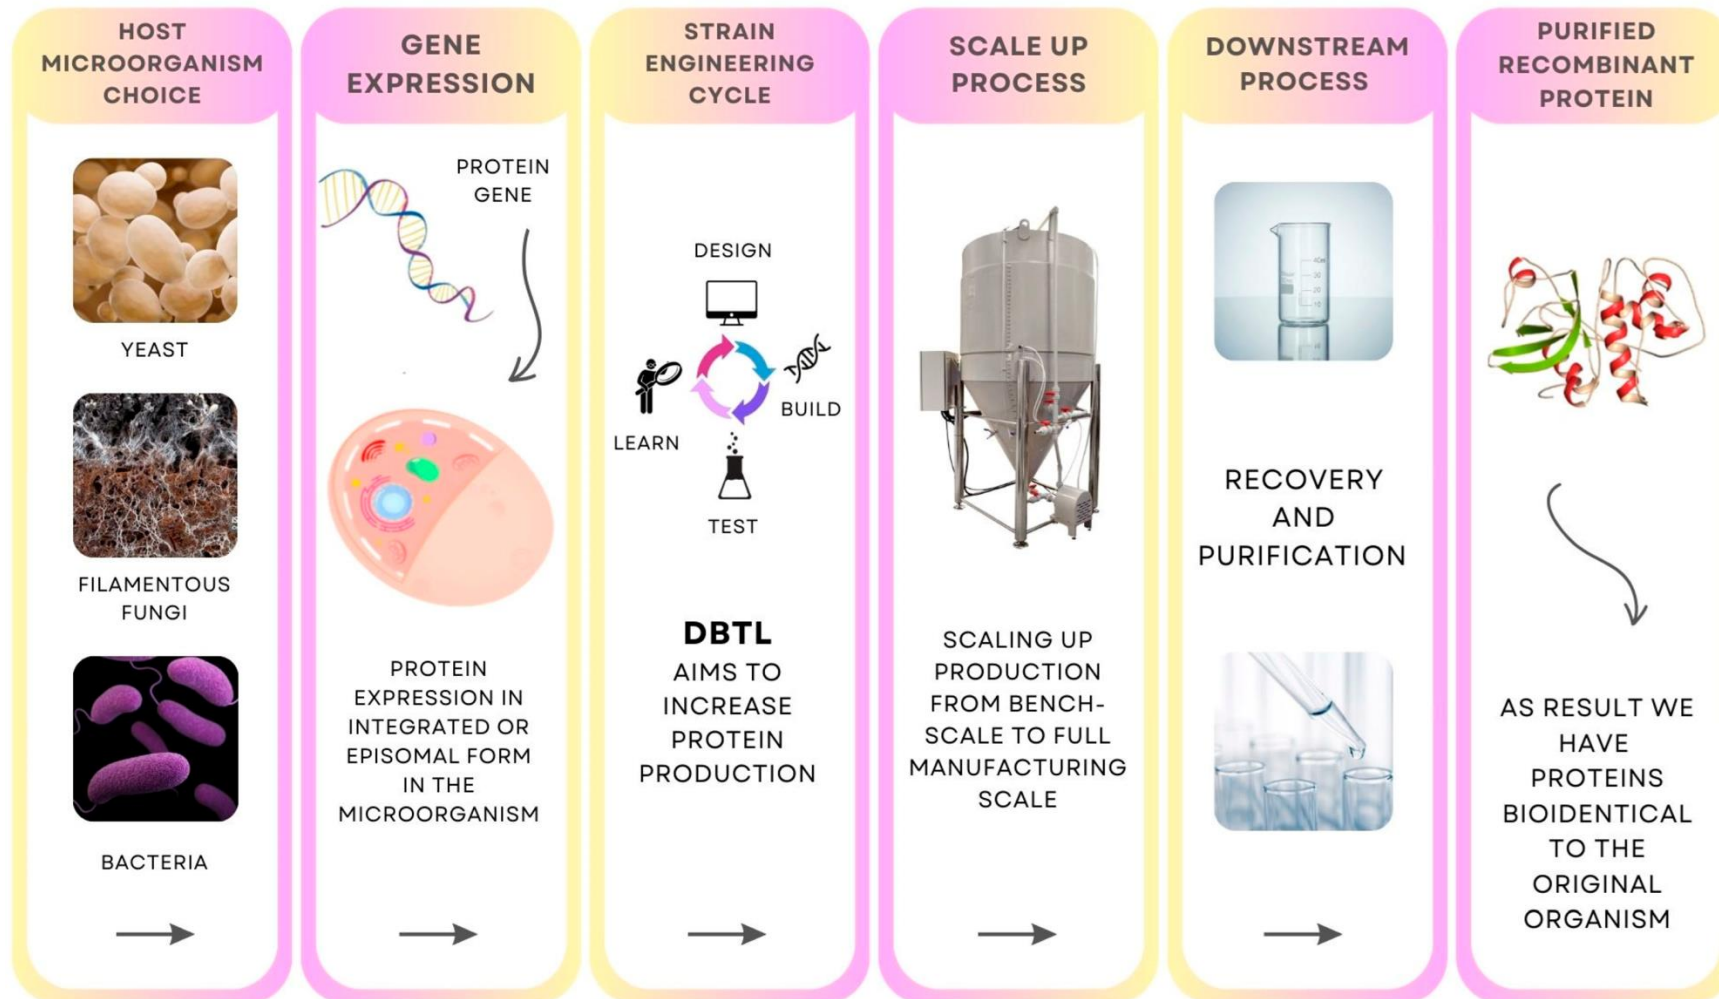 HOST
MICROORGANISM
CHOICE
YEAST
FILAMENTOUS
FUNGI
BACTERIA
GENE
EXPRESSION
PROTEIN
GENE
PROTEIN
EXPRESSION IN
INTEGRATED OR
EPISOMAL FORM
IN THE
MICROORGANISM
STRAIN
ENGINEERING
CYCLE
DESIGN
BUILD
LEARN
TEST
DBTL
AIMS TO
INCREASE
PROTEIN
PRODUCTION
SCALE UP
PROCESS
SCALING UP
PRODUCTION
FROM BENCH-
SCALE TO FULL
MANUFACTURING
SCALE
DOWNSTREAM
PROCESS
30
20
RECOVERY
AND
PURIFICATION
PURIFIED
RECOMBINANT
PROTEIN
AS RESULT WE
HAVE
PROTEINS
BIOIDENTICAL
TO THE
ORIGINAL
ORGANISM